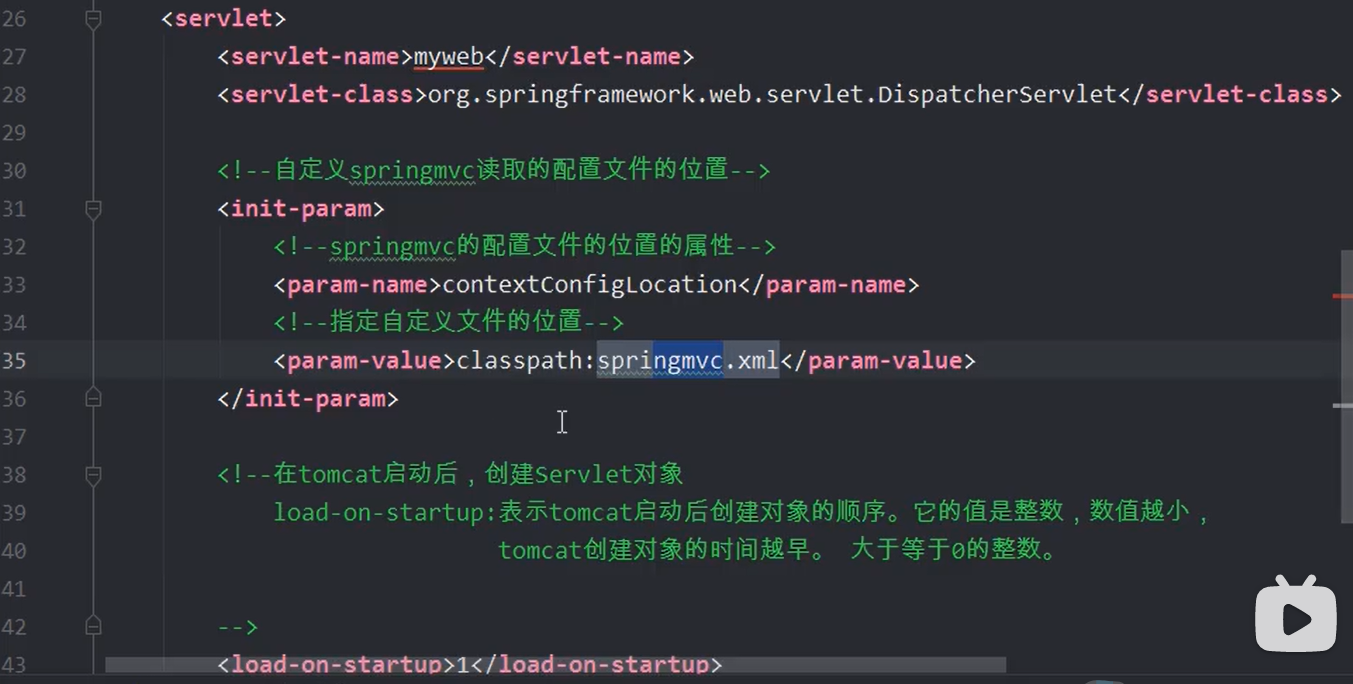 26 <servlet>
27 <servlet-name>myweb</servlet-name>
28 <servlet-class>org.springframework.web.servlet.DispatcherServlet</servlet-class>
29
30 <!--自定义springmvc读取的配置文件的位置-->
31 <init-param>
32 <!--springmvc的配置文件的位置的属性-->
33 <param-name>contextConfigLocation</param-name>
34 <!--指定自定义文件的位置-->
35 <param-value>classpath:springmvc.xml</param-value>
36 </init-param>
37
38 <!--在tomcat启动后，创建Servlet对象
39 load-on-startup:表示tomcat启动后创建对象的顺序。它的值是整数，数值越小，
40 tomcat创建对象的时间越早。 大于等于0的整数。
41
42 -->
43 <load-on-startup>1</load-on-startup>